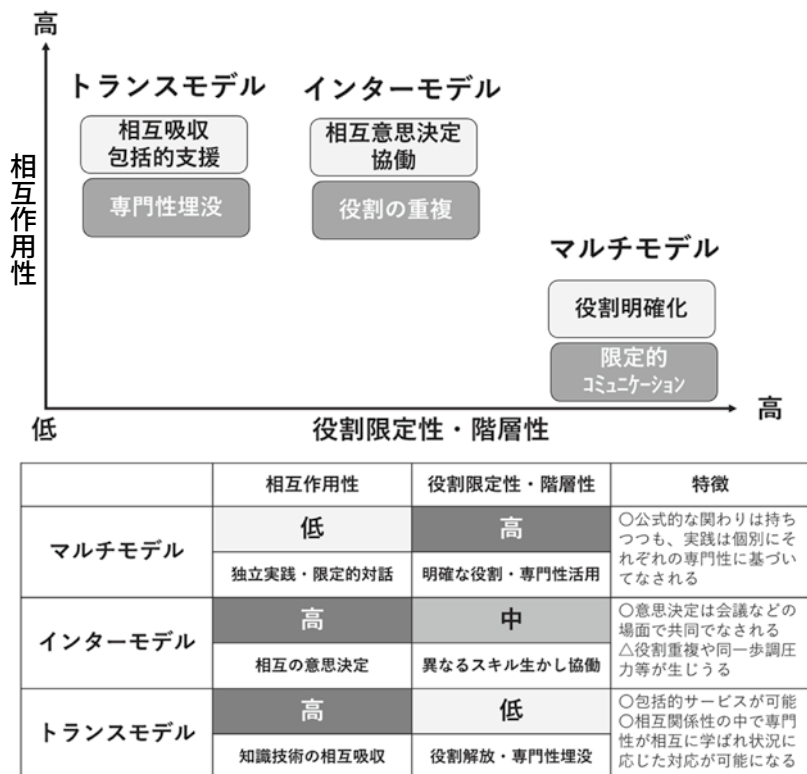 高
トランスモデル
インターモデル
相互吸収
包括的支援
相互意思決定
協働
専門性埋没
役割の重複
相互作用性
マルチモデル
役割明確化
限定的
ｺﾐｭﾆｹｰｼｮﾝ
低
役割限定性・階層性
高
相互作用性
役割限定性・階層性
特徴
マルチモデル
低
高
独立実践・限定的対話
明確な役割・専門性活用
○公式的な関わりは持ち
つつも、実践は個別にそ
れぞれの専門性に基づい
てなされる
インターモデル
高
中
相互の意思決定
異なるスキル生かし協働
○意思決定は会議などの
場面で共同でなされる
△役割重複や同一歩調圧
力等が生じうる
トランスモデル
高
低
知識技術の相互吸収
役割解放・専門性埋没
○包括的サービスが可能
○相互関係性の中で専門
性が相互に学ばれ状況に
応じた対応が可能になる